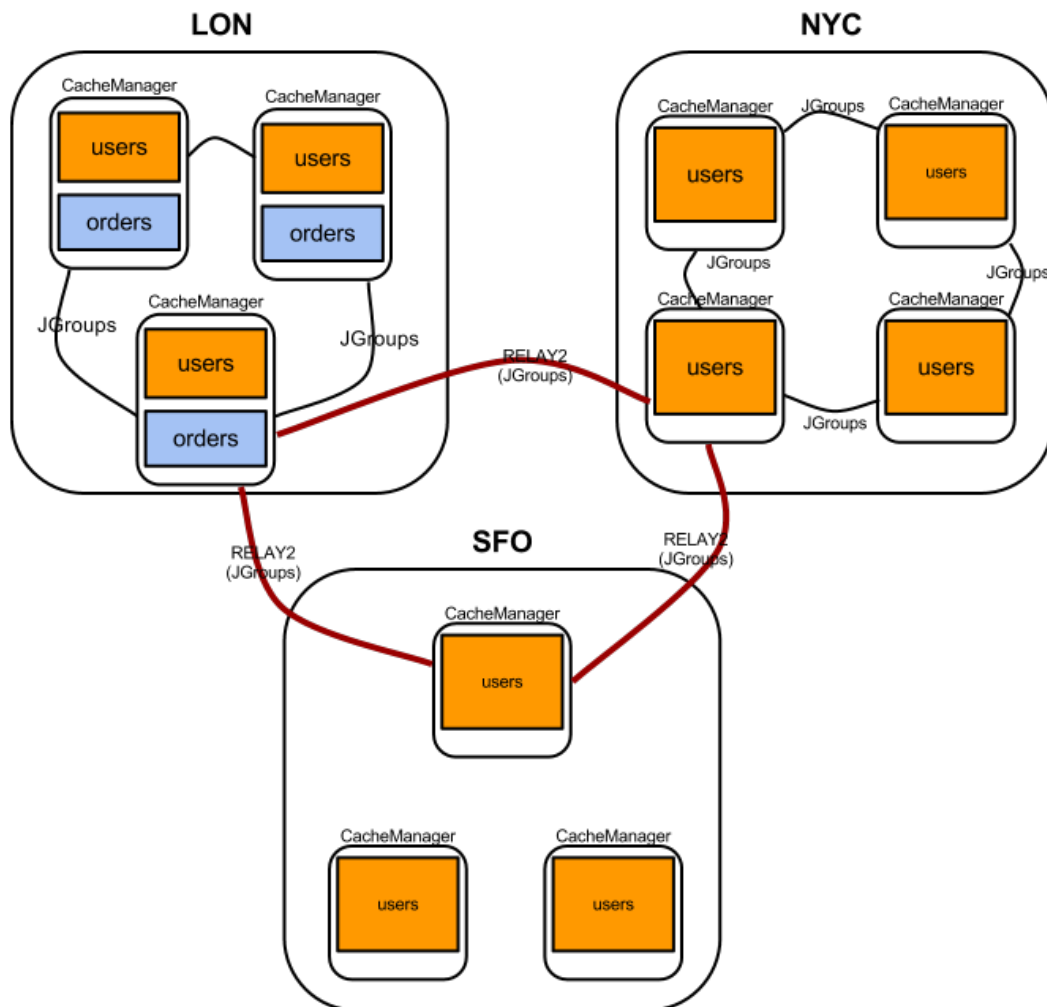 LON
CacheManager
users
orders
CacheManager
users
orders
JGroups
JGroups
CacheManager
users
orders
NYC
CacheManager
users
JGroups
CacheManager
users
JGroups
JGroups
CacheManager
users
CacheManager
users
JGroups
RELAY2
(JGroups)
RELAY2
(JGroups)
RELAY2
(JGroups)
SFO
CacheManager
users
CacheManager
users
CacheManager
users